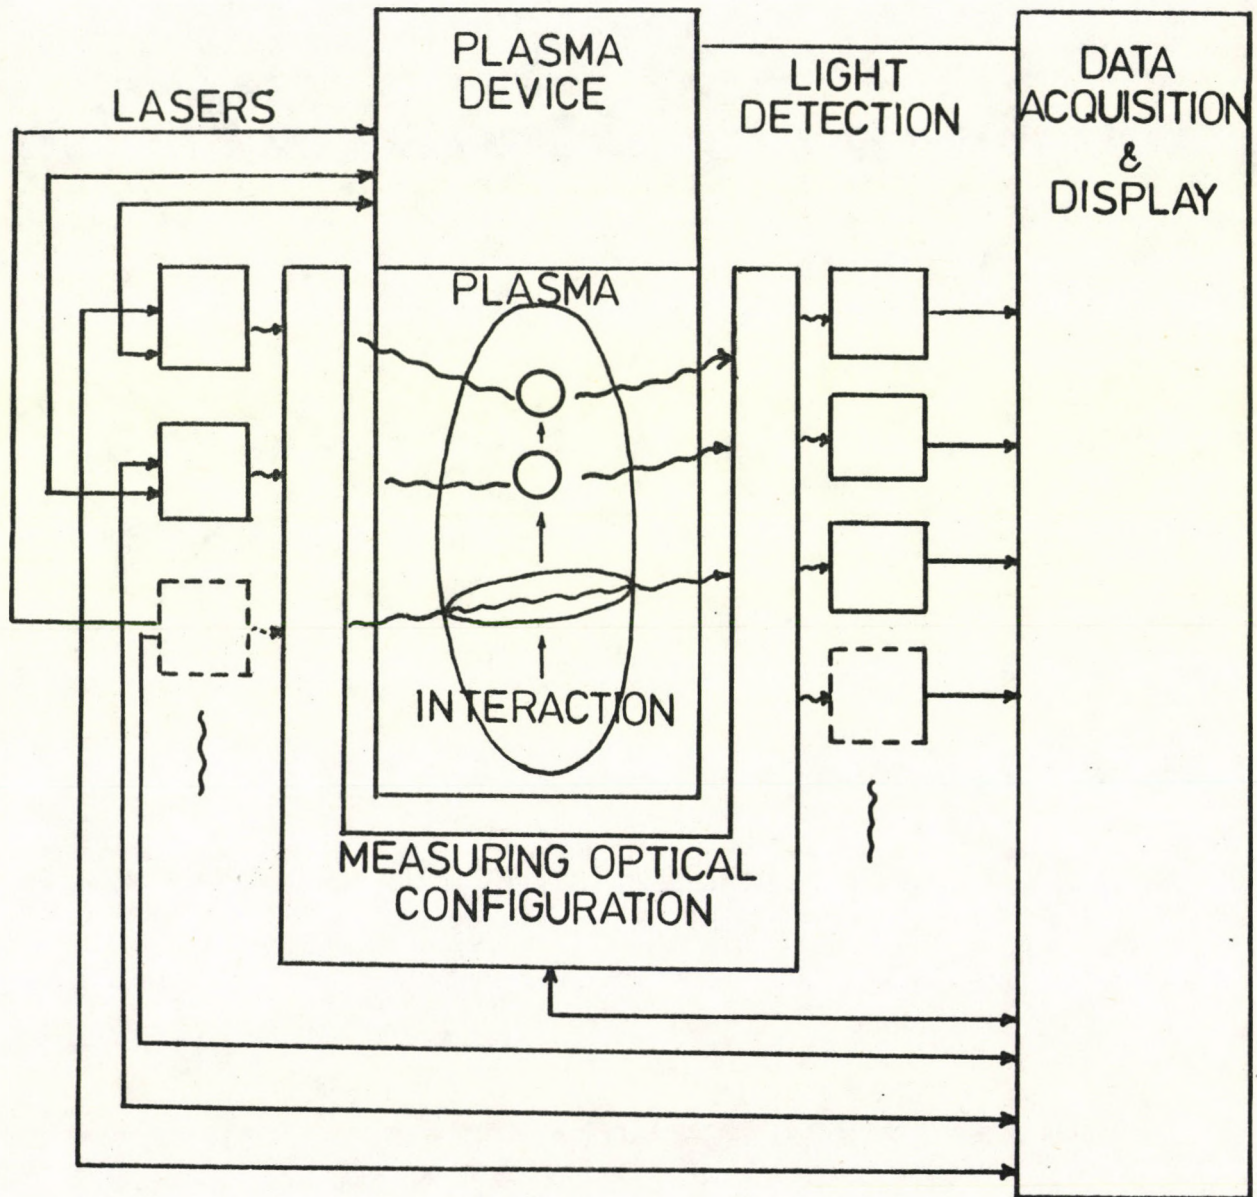 PLASMA
DEVICE
LASERS
LIGHT
DETECTION
DATA
ACQUISITION
&
DISPLAY
PLASMA
INTERACTION
MEASURING OPTICAL
CONFIGURATION